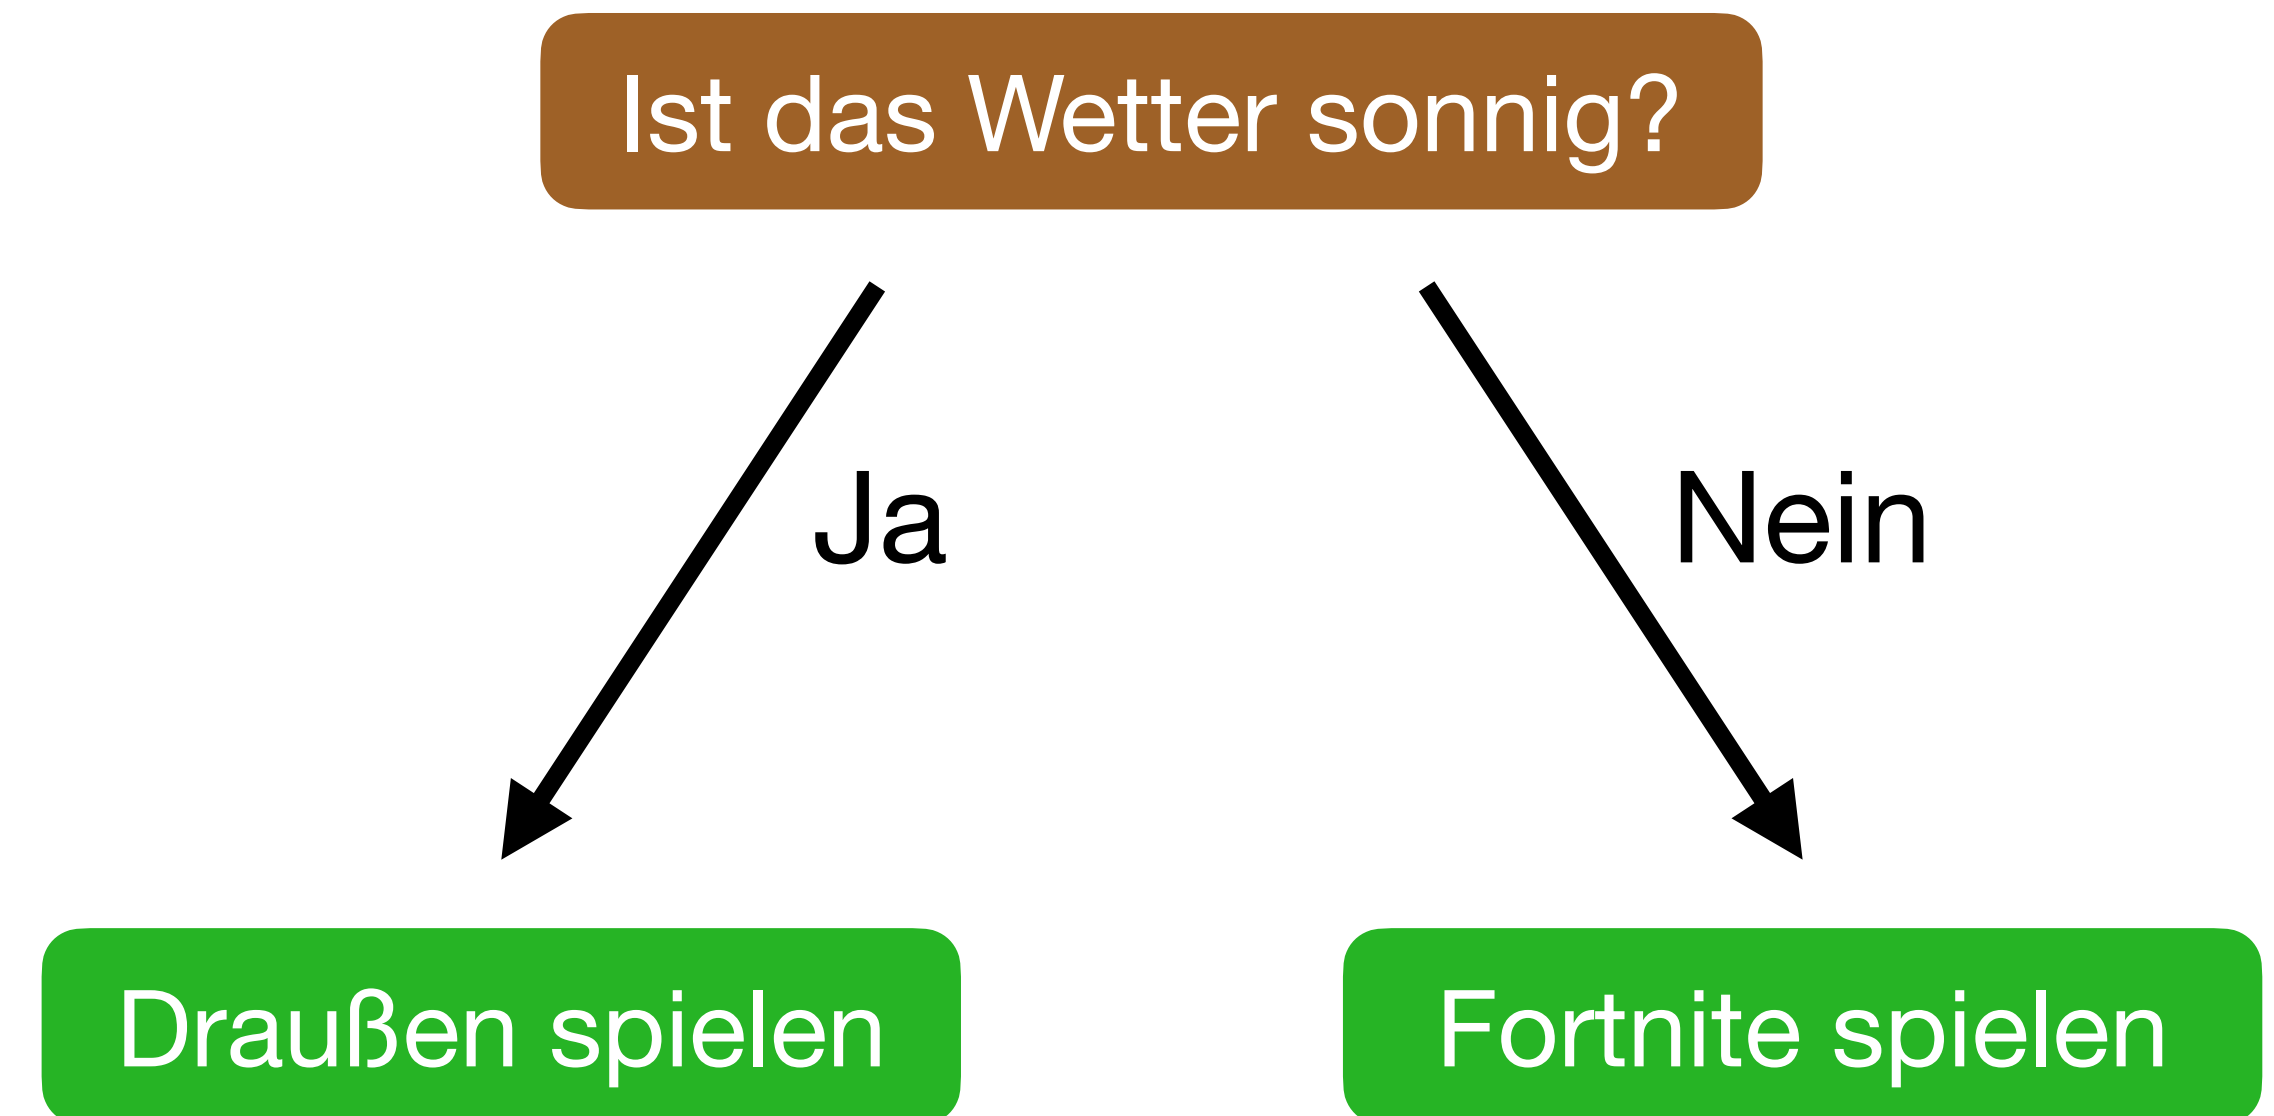 Ist das Wetter sonnig?
Ja
Nein
Draußen spielen
Fortnite spielen